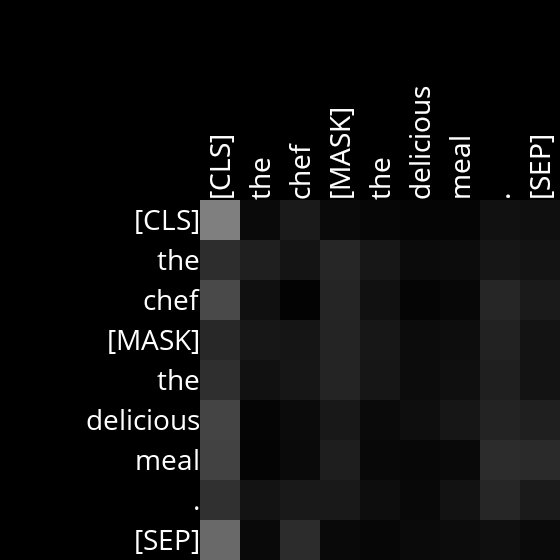 [CLS] the chef [MASK] the delicious meal . [SEP]
[CLS]
the
chef
[MASK]
the
delicious
meal
.
[SEP]